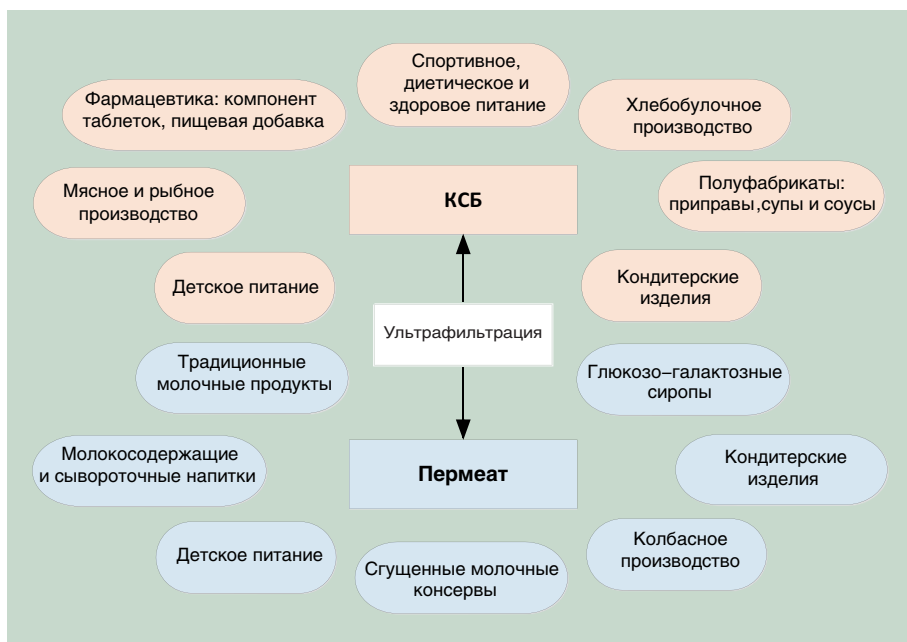 Спортивное,
диетическое и
здоровое питание
Фармацевтика: компонент
таблеток, пищевая добавка
Хлебобулочное
производство
Мясное и рыбное
производство
КСБ
Полуфабрикаты:
приправы,супы и соусы
Детское питание
Кондитерские
изделия
Ультрафильтрация
Традиционные
молочные продукты
Глюкозо–галактозные
сиропы
Молокосодержащие
и сывороточные напитки
Пермеат
Кондитерские
изделия
Детское питание
Сгущенные молочные
консервы
Колбасное
производство